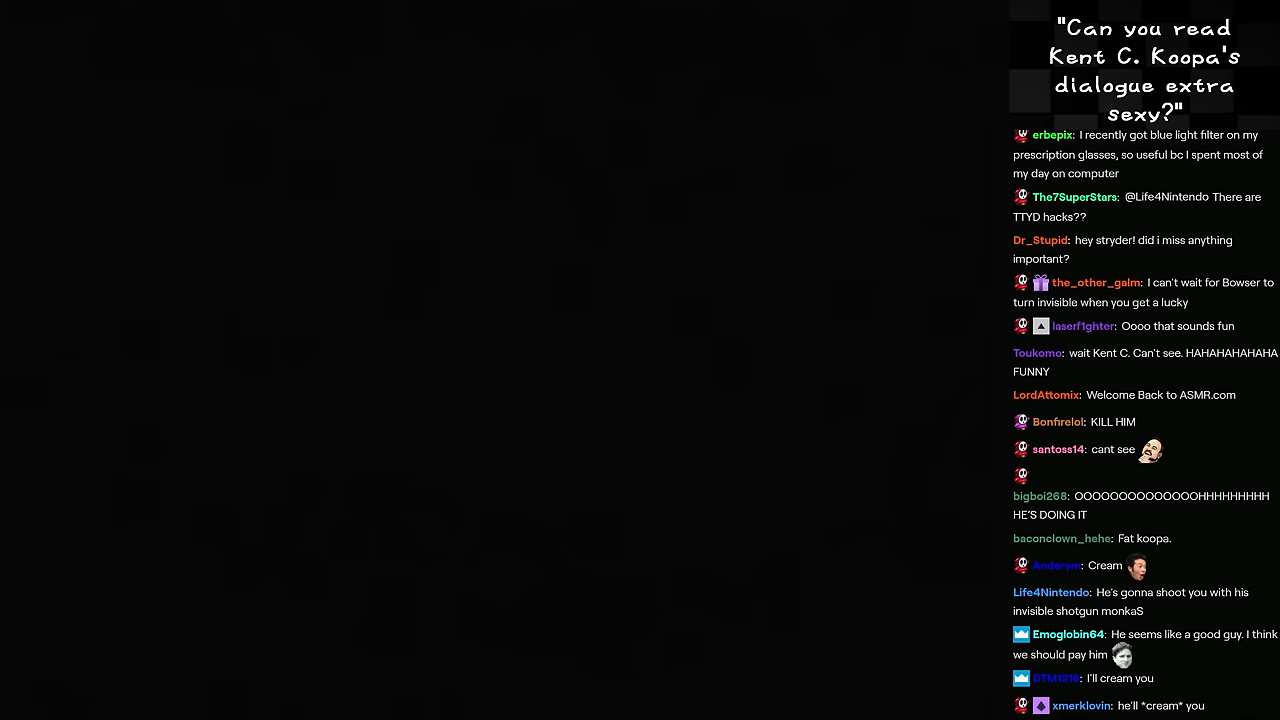 "Can you read
Kent C. Koopa's
dialogue extra
sexy?"
erbepix: I recently got blue light filter on my
prescription glasses, so useful bc I spent most of
my day on computer
The7SuperStars: @Life4Nintendo There are
TTYD hacks??
Dr_Stupid: hey stryder! did i miss anything
important?
the_other_galm: I can't wait for Bowser to
turn invisible when you get a lucky
laserf1ghter: Oooo that sounds fun
Toukomo: wait Kent C. Can't see. HAHAHAHAHAHA
FUNNY
LordAttomix: Welcome Back to ASMR.com
Bonfirelol: KILL HIM
santoss14: cant see
bigboi268: OOOOOOOOOOOOOOHHHHHHHHH
HE'S DOING IT
baconclown_hehe: Fat koopa.
Anderym: Cream
Life4Nintendo: He's gonna shoot you with his
invisible shotgun monkaS
Emoglobin64: He seems like a good guy. I think
we should pay him
DTM1218: I'll cream you
xmerklovin: he'll *cream* you